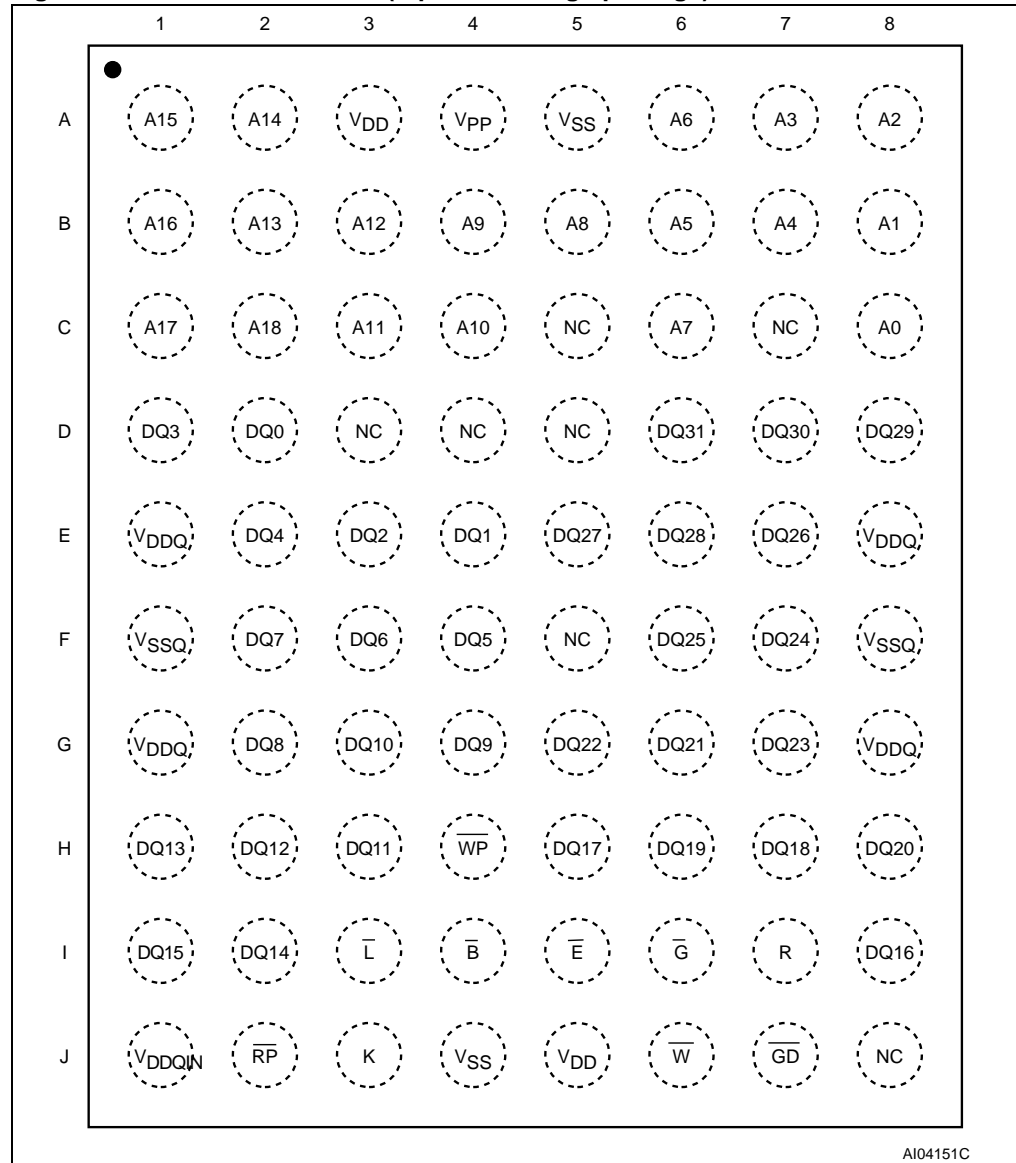 1 2 3 4 5 6 7 8
A A15 A14 VDD VPP VSS A6 A3 A2
B A16 A13 A12 A9 A8 A5 A4 A1
C A17 A18 A11 A10 NC A7 NC A0
D DQ3 DQ0 NC NC NC DQ31 DQ30 DQ29
E VDDQ DQ4 DQ2 DQ1 DQ27 DQ28 DQ26 VDDQ
F VSSQ DQ7 DQ6 DQ5 NC DQ25 DQ24 VSSQ
G VDDQ DQ8 DQ10 DQ9 DQ22 DQ21 DQ23 VDDQ
H DQ13 DQ12 DQ11 W̅P̅ DQ17 DQ19 DQ18 DQ20
I DQ15 DQ14 L̅ B̅ E̅ G̅ R DQ16
J VDDQIN R̅P̅ K VSS VDD W̅ G̅D̅ NC
AI04151C